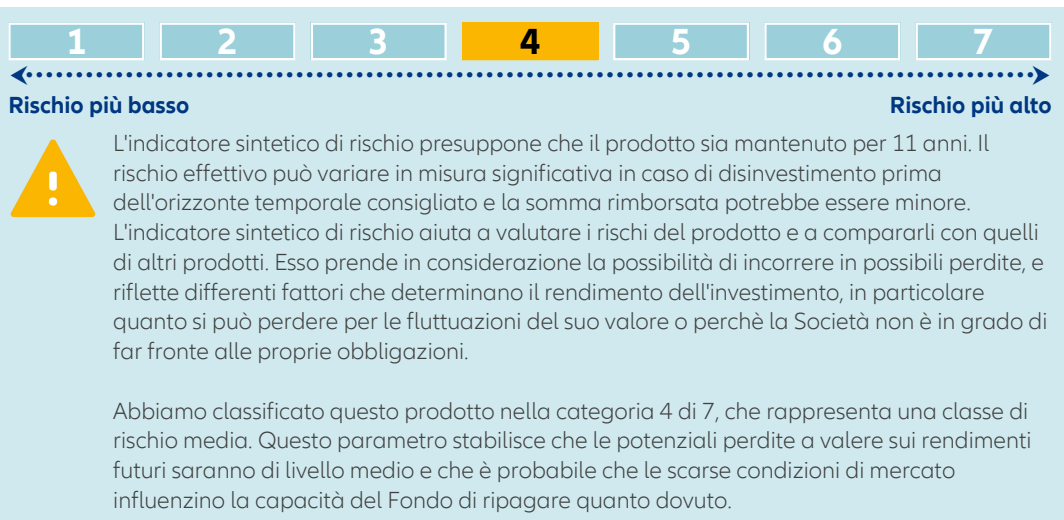 1 2 3 4 5 6 7
Rischio più basso Rischio più alto
L'indicatore sintetico di rischio presuppone che il prodotto sia mantenuto per 11 anni. Il
rischio effettivo può variare in misura significativa in caso di disinvestimento prima
dell'orizzonte temporale consigliato e la somma rimborsata potrebbe essere minore.
L'indicatore sintetico di rischio aiuta a valutare i rischi del prodotto e a compararli con quelli
di altri prodotti. Esso prende in considerazione la possibilità di incorrere in possibili perdite, e
riflette differenti fattori che determinano il rendimento dell'investimento, in particolare
quanto si può perdere per le fluttuazioni del suo valore o perchè la Società non è in grado di
far fronte alle proprie obbligazioni.
Abbiamo classificato questo prodotto nella categoria 4 di 7, che rappresenta una classe di
rischio media. Questo parametro stabilisce che le potenziali perdite a valere sui rendimenti
futuri saranno di livello medio e che è probabile che le scarse condizioni di mercato
influenzino la capacità del Fondo di ripagare quanto dovuto.